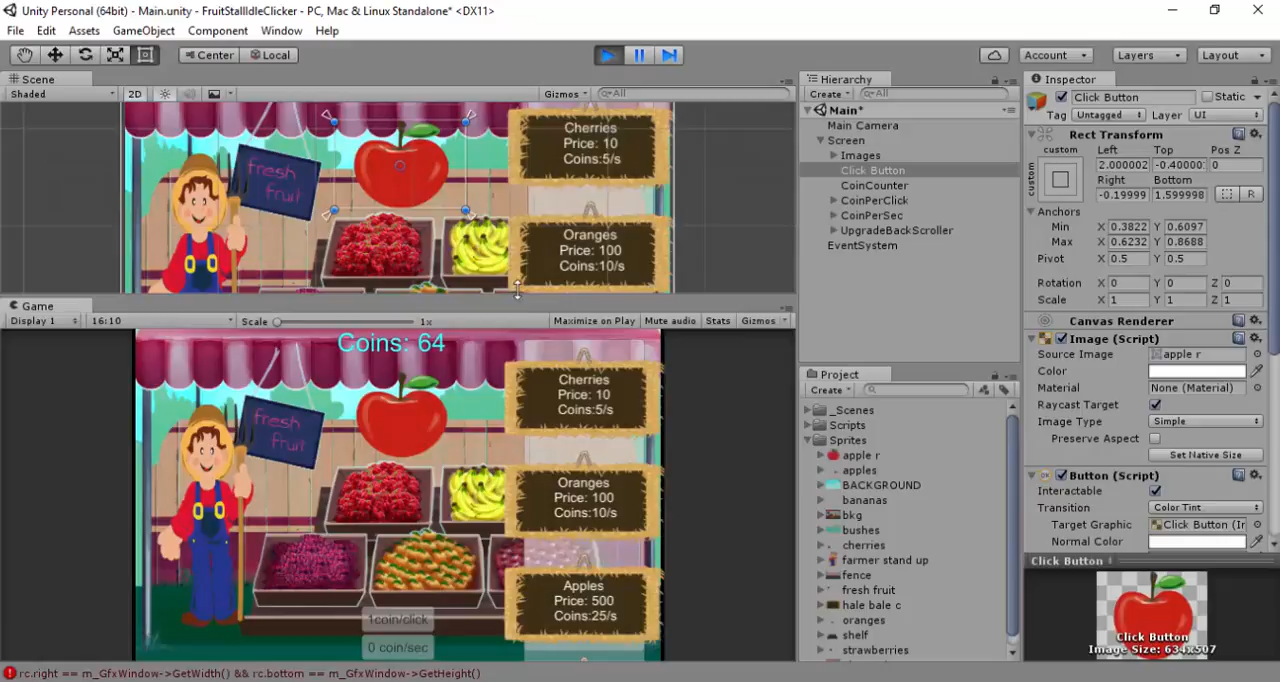 Unity Personal (64bit) - Main.unity - FruitStallIdleClicker - PC, Mac & Linux Standalone* <DX11>
File Edit Assets GameObject Component Window Help
Center Local Account Layers Layout
Scene
Shaded 2D Gizmos All
fresh
fruit
Cherries
Price: 10
Coins:5/s
Oranges
Price: 100
Coins:10/s
Game
Display 1 16:10 Scale 1x Maximize on Play Mute audio Stats Gizmos
Coins: 64
fresh
fruit
Cherries
Price: 10
Coins:5/s
Oranges
Price: 100
Coins:10/s
Apples
Price: 500
Coins:25/s
1coin/click
0 coin/sec
rc.right == m_GfxWindow->GetWidth() && rc.bottom == m_GfxWindow->GetHeight()
Hierarchy
Create All
Main*
Main Camera
Screen
Images
Click Button
CoinCounter
CoinPerClick
CoinPerSec
UpgradeBackScroller
EventSystem
Project
Create
_Scenes
Scripts
Sprites
apple r
apples
BACKGROUND
bananas
bkg
bushes
cherries
farmer stand up
fence
fresh fruit
hale bale c
oranges
shelf
strawberries
Inspector
Click Button Static
Tag Untagged Layer UI
Rect Transform
custom Left Top Pos Z
custom 2.000002 -0.40000 0
Right Bottom
-0.19999 1.599998 R
Anchors
Min X 0.3822 Y 0.6097
Max X 0.6232 Y 0.8688
Pivot X 0.5 Y 0.5
Rotation X 0 Y 0 Z 0
Scale X 1 Y 1 Z 1
Canvas Renderer
Image (Script)
Source Image apple r
Color
Material None (Material)
Raycast Target
Image Type Simple
Preserve Aspect
Set Native Size
Button (Script)
Interactable
Transition Color Tint
Target Graphic Click Button (Ir
Normal Color
Click Button
Click Button
Image Size: 634x507